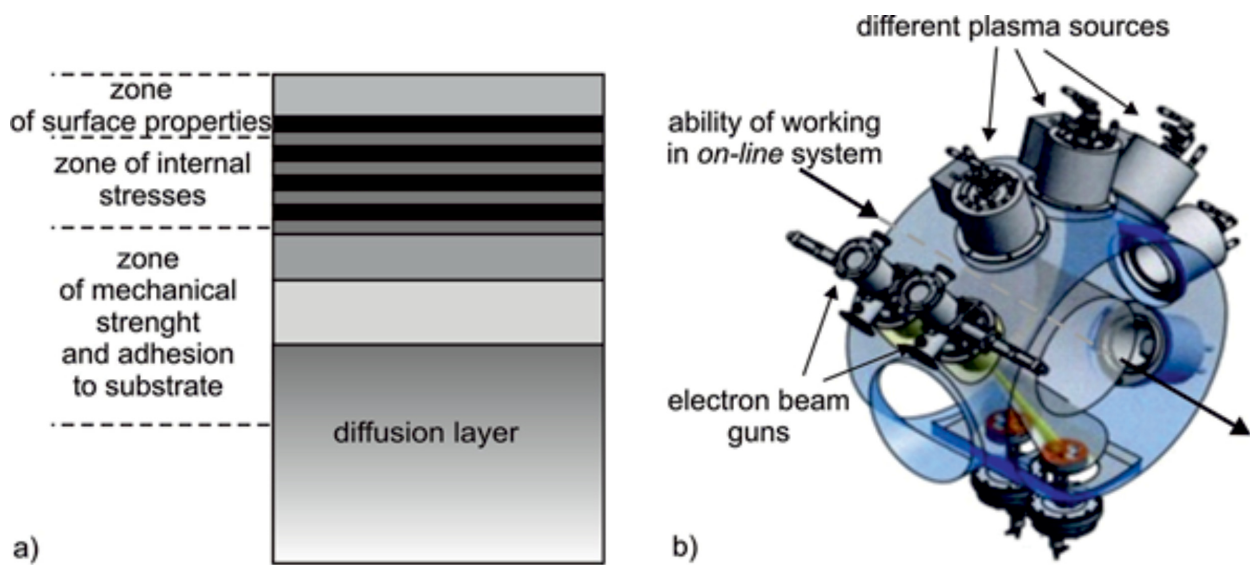 zone
of surface properties
zone of internal
stresses
zone
of mechanical
strenght
and adhesion
to substrate
diffusion layer
a)
different plasma sources
ability of working
in on-line system
electron beam
guns
b)